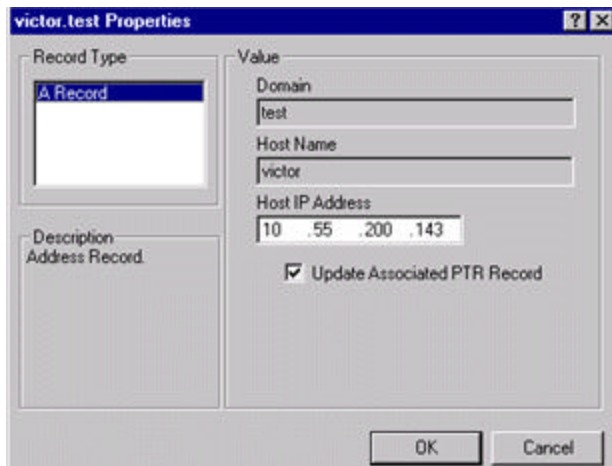 victor.test Properties
Record Type
A Record
Description
Address Record.
Value
Domain
test
Host Name
victor
Host IP Address
10 .55 .200 .143
Update Associated PTR Record
OK Cancel